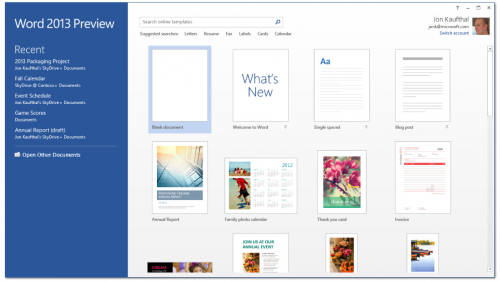 Word 2013 Preview
Recent
2013 Packaging Project
Jon Kaufthal's SkyDrive » Documents
Fall Calendar
SkyDrive @ Contoso » Documents
Event Schedule
Jon Kaufthal's SkyDrive » Documents
Game Scores
Documents
Annual Report (draft)
Jon Kaufthal's SkyDrive » Documents
Open Other Documents
Search online templates
Suggested searches: Letters Resume Fax Labels Cards Calendar
Jon Kaufthal
Switch account
What's
New
Aa
Blank document
Welcome to Word
Single spaced
Blog post
2012
Annual Report
Family photo calendar
Thank you card
Invoice
JOIN US AT OUR
ANNUAL EVENT